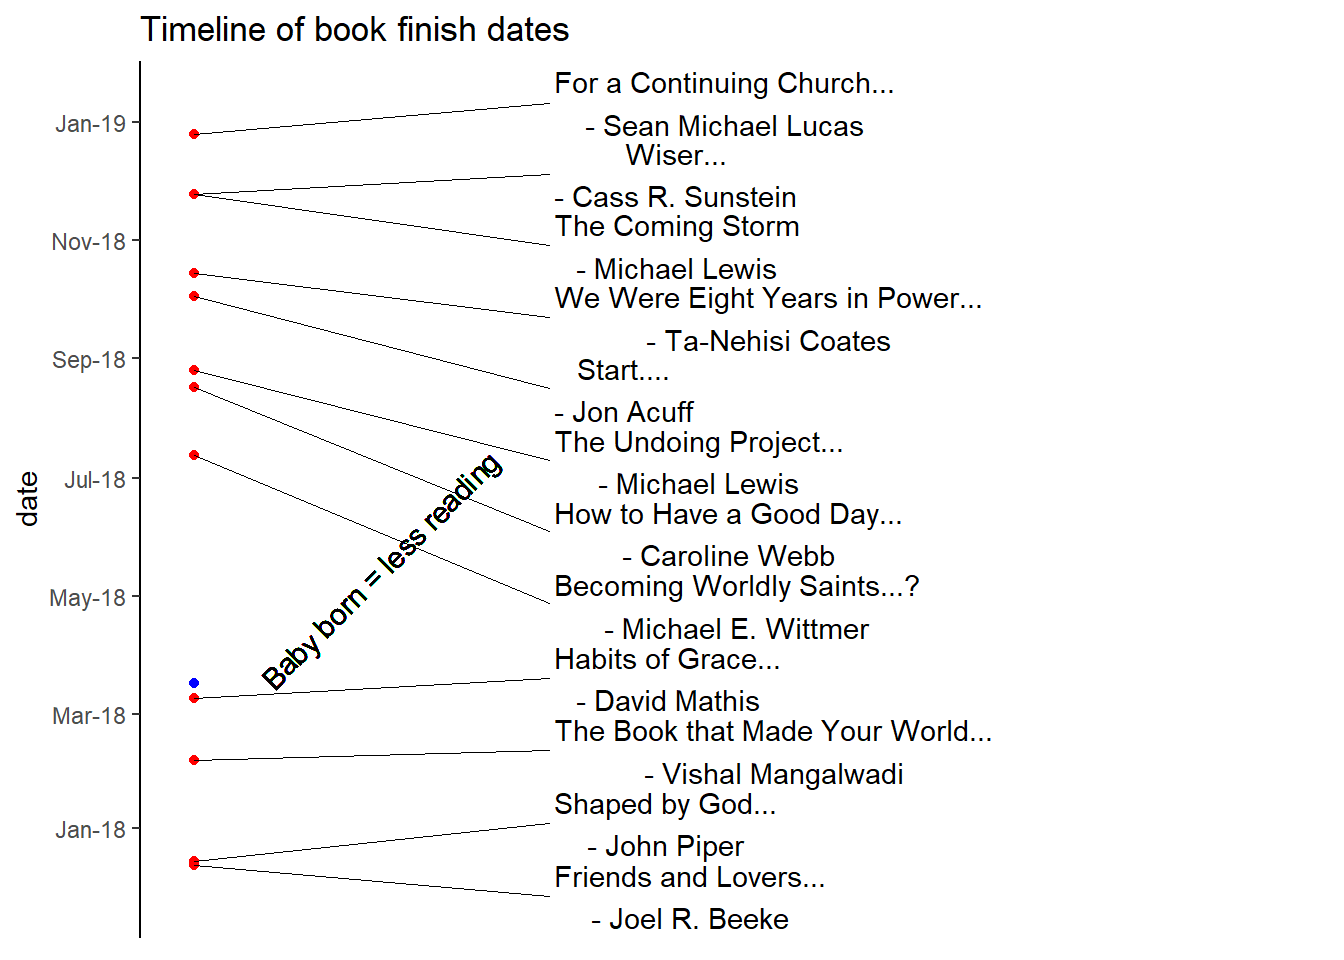 Timeline of book finish dates
For a Continuing Church...
- Sean Michael Lucas
Wiser...
- Cass R. Sunstein
The Coming Storm
- Michael Lewis
We Were Eight Years in Power...
- Ta-Nehisi Coates
Start....
- Jon Acuff
The Undoing Project...
- Michael Lewis
How to Have a Good Day...
- Caroline Webb
Becoming Worldly Saints...?
- Michael E. Wittmer
Habits of Grace...
- David Mathis
The Book that Made Your World...
- Vishal Mangalwadi
Shaped by God...
- John Piper
Friends and Lovers...
- Joel R. Beeke
Baby born = less reading
Jan-19
Nov-18
Sep-18
Jul-18
May-18
Mar-18
Jan-18
date